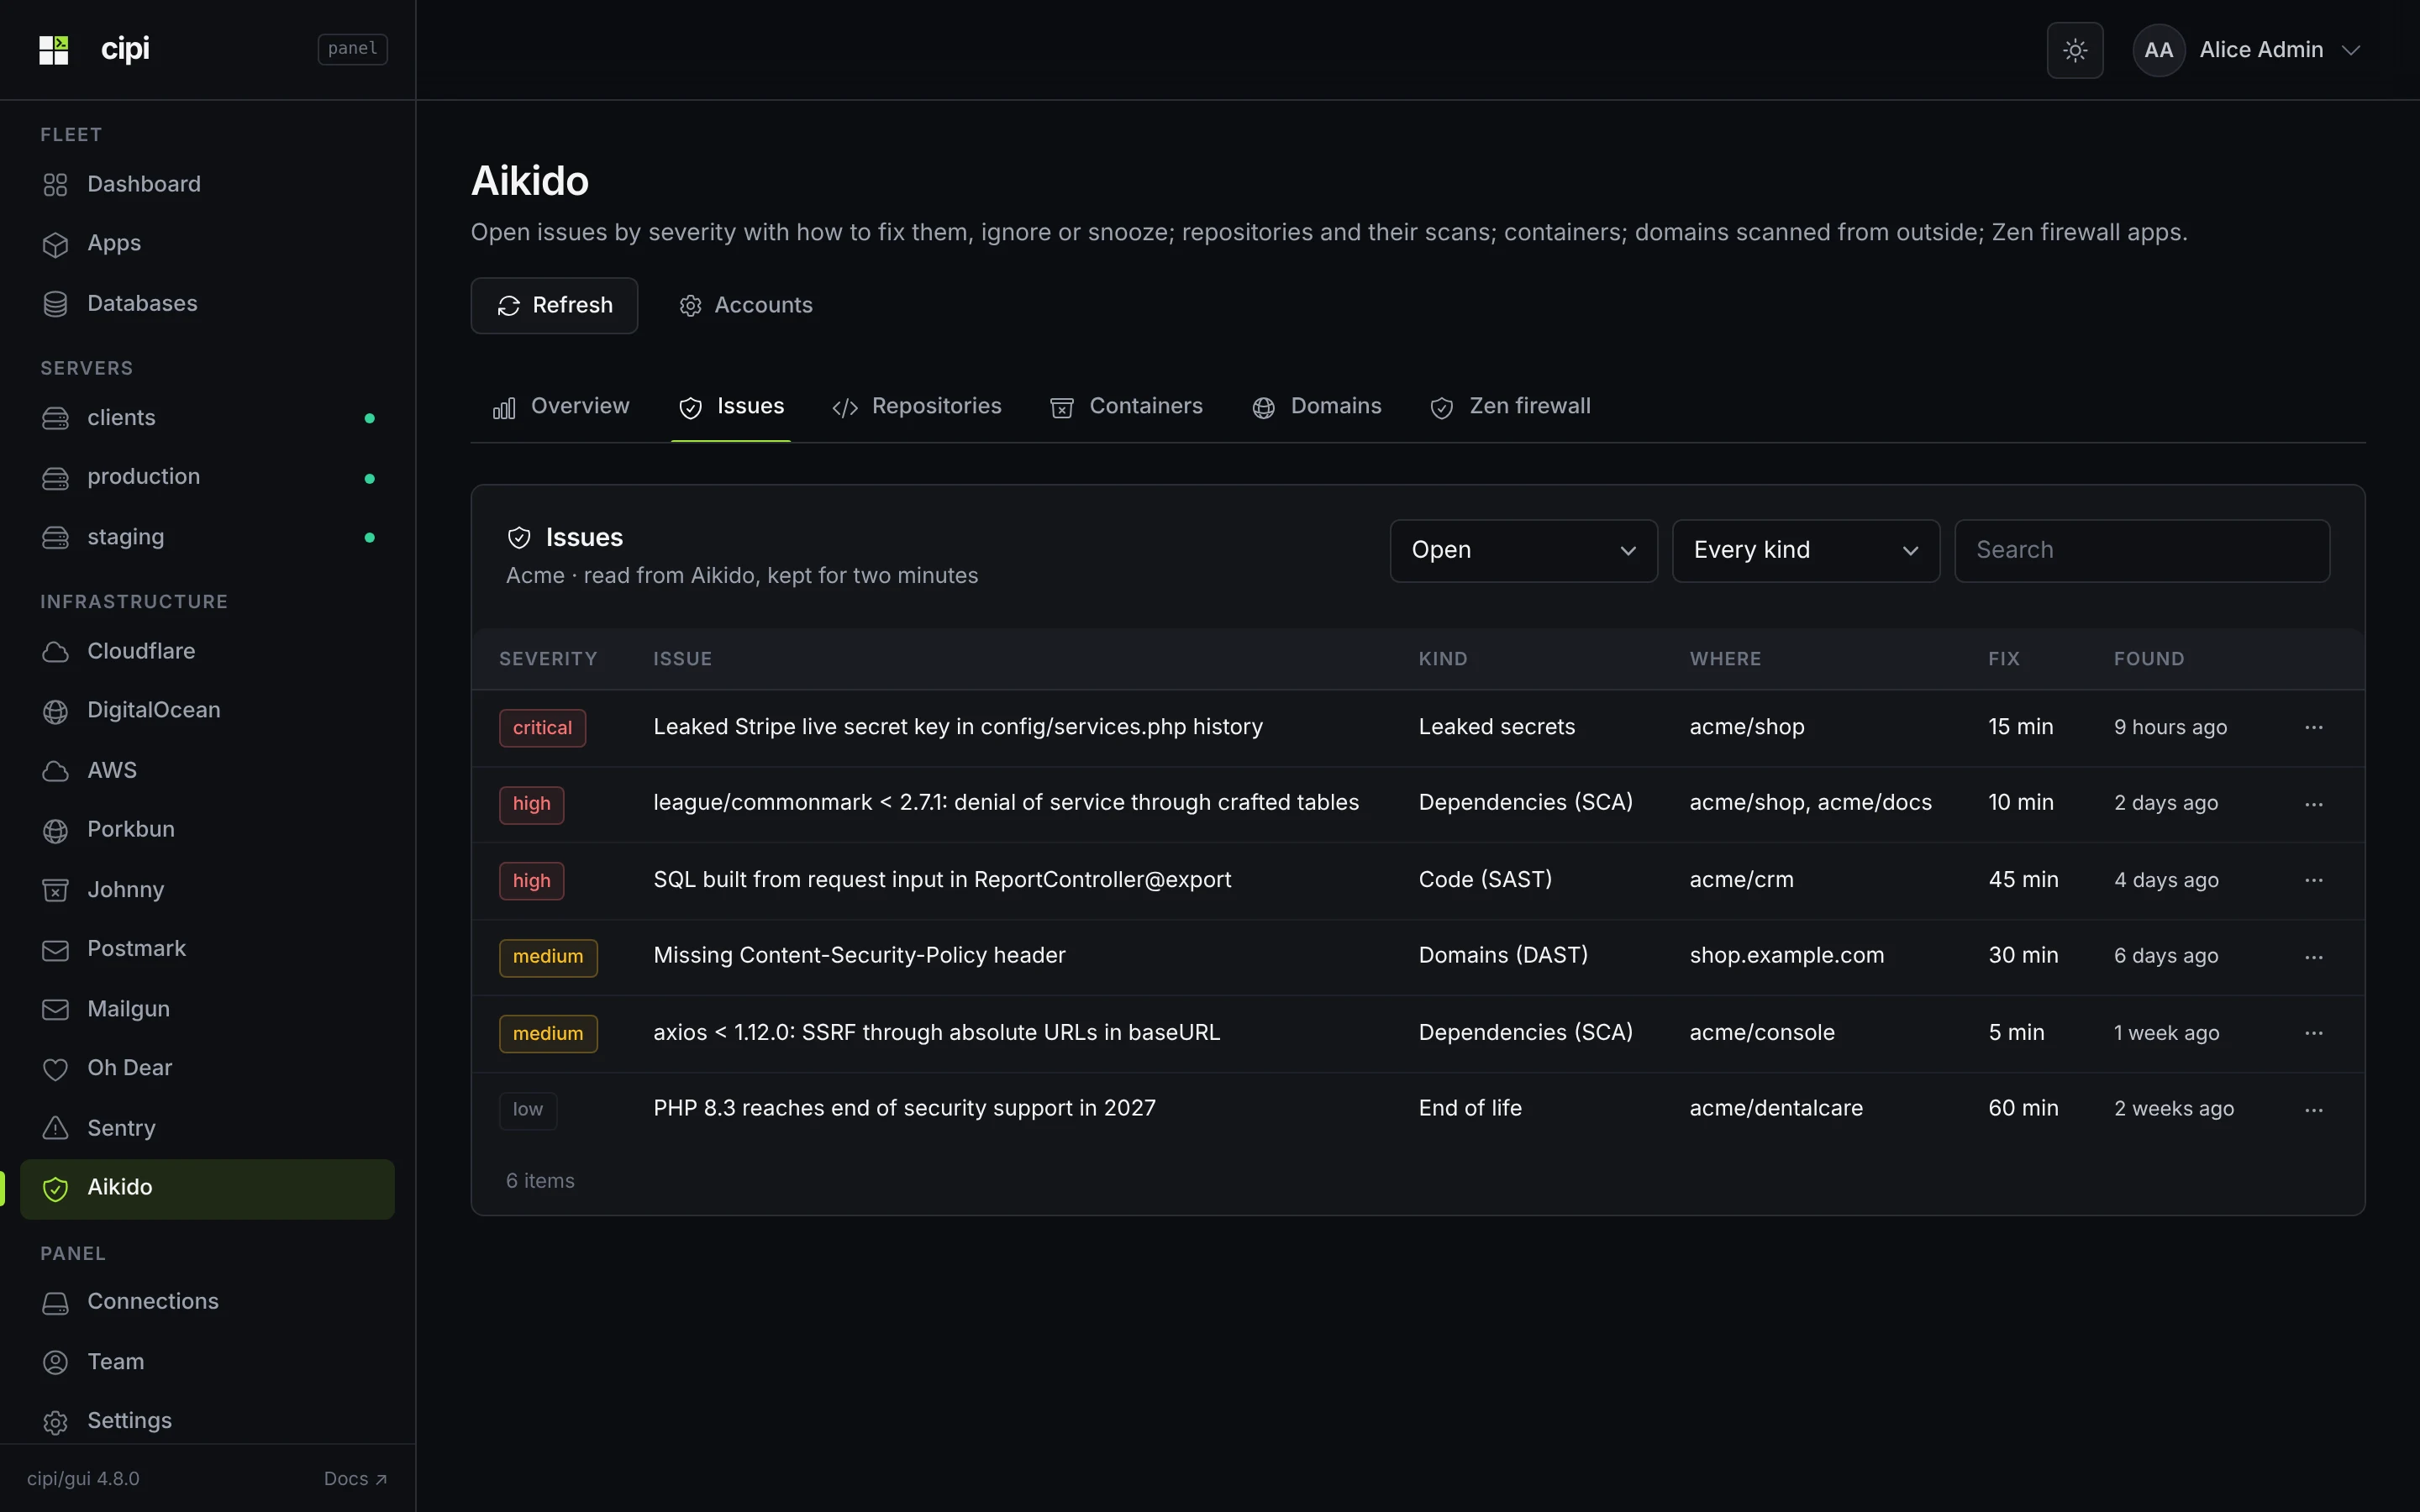 cipi panel
AA Alice Admin
FLEET
Dashboard
Apps
Databases
SERVERS
clients
production
staging
INFRASTRUCTURE
Cloudflare
DigitalOcean
AWS
Porkbun
Johnny
Postmark
Mailgun
Oh Dear
Sentry
Aikido
PANEL
Connections
Team
Settings
cipi/gui 4.8.0 Docs ↗
Aikido
Open issues by severity with how to fix them, ignore or snooze; repositories and their scans; containers; domains scanned from outside; Zen firewall apps.
Refresh Accounts
Overview Issues Repositories Containers Domains Zen firewall
Issues
Acme · read from Aikido, kept for two minutes
Open Every kind Search
SEVERITY ISSUE KIND WHERE FIX FOUND
critical Leaked Stripe live secret key in config/services.php history Leaked secrets acme/shop 15 min 9 hours ago ...
high league/commonmark < 2.7.1: denial of service through crafted tables Dependencies (SCA) acme/shop, acme/docs 10 min 2 days ago ...
high SQL built from request input in ReportController@export Code (SAST) acme/crm 45 min 4 days ago ...
medium Missing Content-Security-Policy header Domains (DAST) shop.example.com 30 min 6 days ago ...
medium axios < 1.12.0: SSRF through absolute URLs in baseURL Dependencies (SCA) acme/console 5 min 1 week ago ...
low PHP 8.3 reaches end of security support in 2027 End of life acme/dentalcare 60 min 2 weeks ago ...
6 items